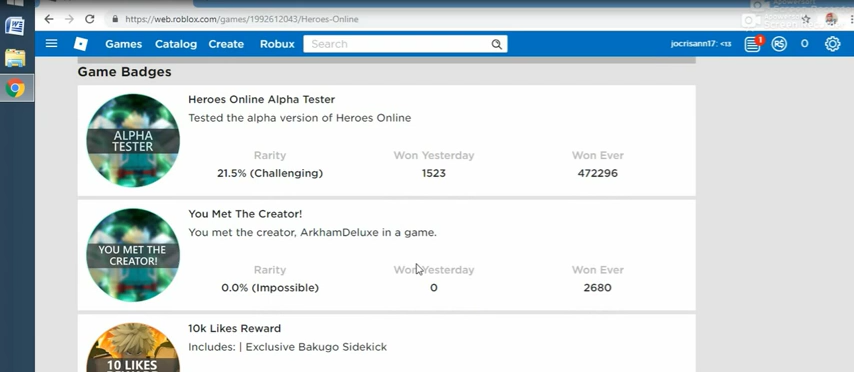 https://web.roblox.com/games/1992612043/Heroes-Online
Games Catalog Create Robux Search jocrisann17: <13 1 0
Game Badges
ALPHA
TESTER
Heroes Online Alpha Tester
Tested the alpha version of Heroes Online
Rarity Won Yesterday Won Ever
21.5% (Challenging) 1523 472296
YOU MET THE
CREATOR!
You Met The Creator!
You met the creator, ArkhamDeluxe in a game.
Rarity Won Yesterday Won Ever
0.0% (Impossible) 0 2680
10 LIKES
10k Likes Reward
Includes: | Exclusive Bakugo Sidekick